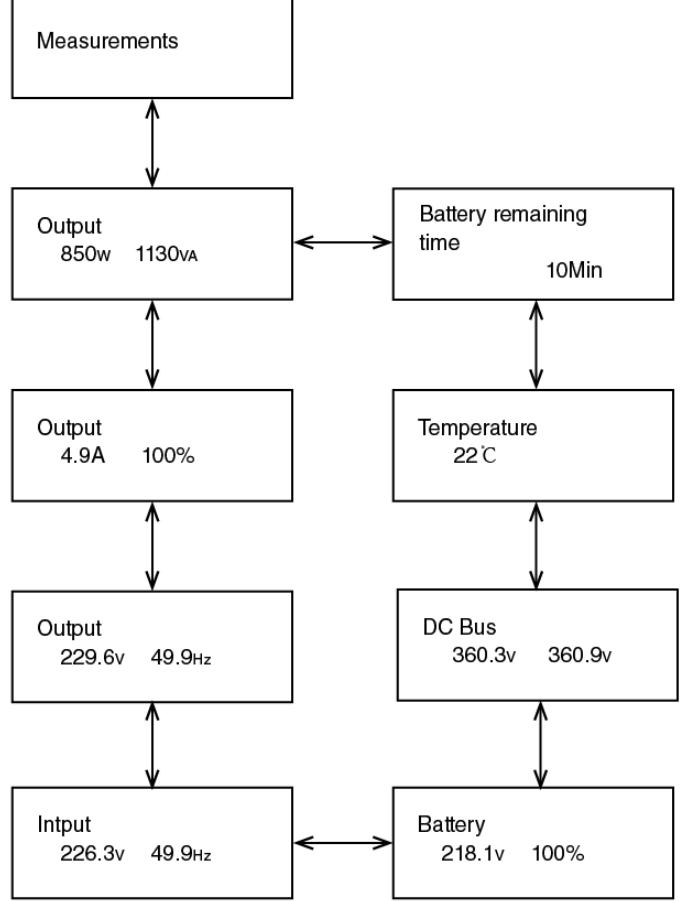 Measurements
Output
850W 1130VA
Battery remaining
time
10Min
Output
4.9A 100%
Temperature
22℃
Output
229.6V 49.9Hz
DC Bus
360.3V 360.9V
Intput
226.3V 49.9Hz
Battery
218.1V 100%